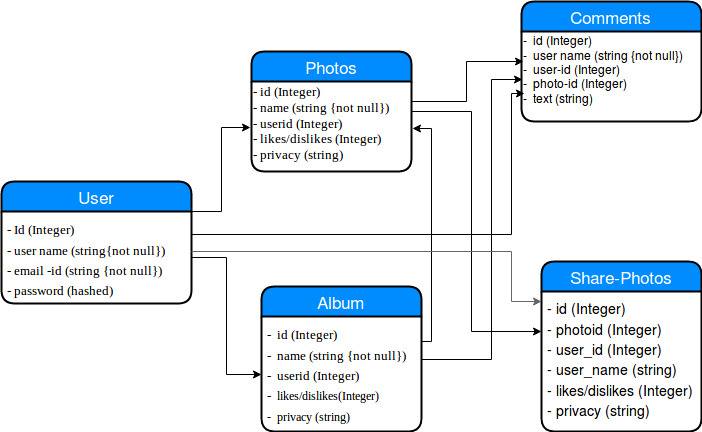 Comments
- id (Integer)
- user name (string {not null})
- user-id (Integer)
- photo-id (Integer)
- text (string)
Photos
- id (Integer)
- name (string {not null})
- userid (Integer)
- likes/dislikes (Integer)
- privacy (string)
User
- Id (Integer)
- user name (string{not null})
- email -id (string {not null})
- password (hashed)
Album
- id (Integer)
- name (string {not null})
- userid (Integer)
- likes/dislikes(Integer)
- privacy (string)
Share-Photos
- id (Integer)
- photoid (Integer)
- user_id (Integer)
- user_name (string)
- likes/dislikes (Integer)
- privacy (string)